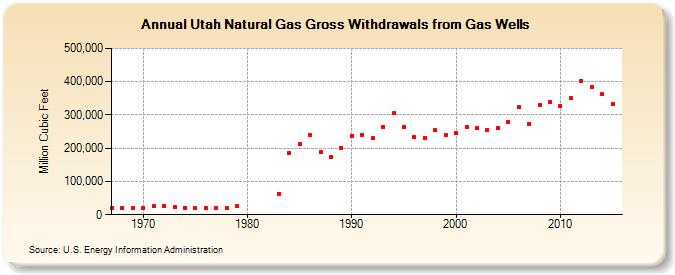 Annual Utah Natural Gas Gross Withdrawals from Gas Wells
Million Cubic Feet
500,000
400,000
300,000
200,000
100,000
0
1970 1980 1990 2000 2010
Source: U.S. Energy Information Administration